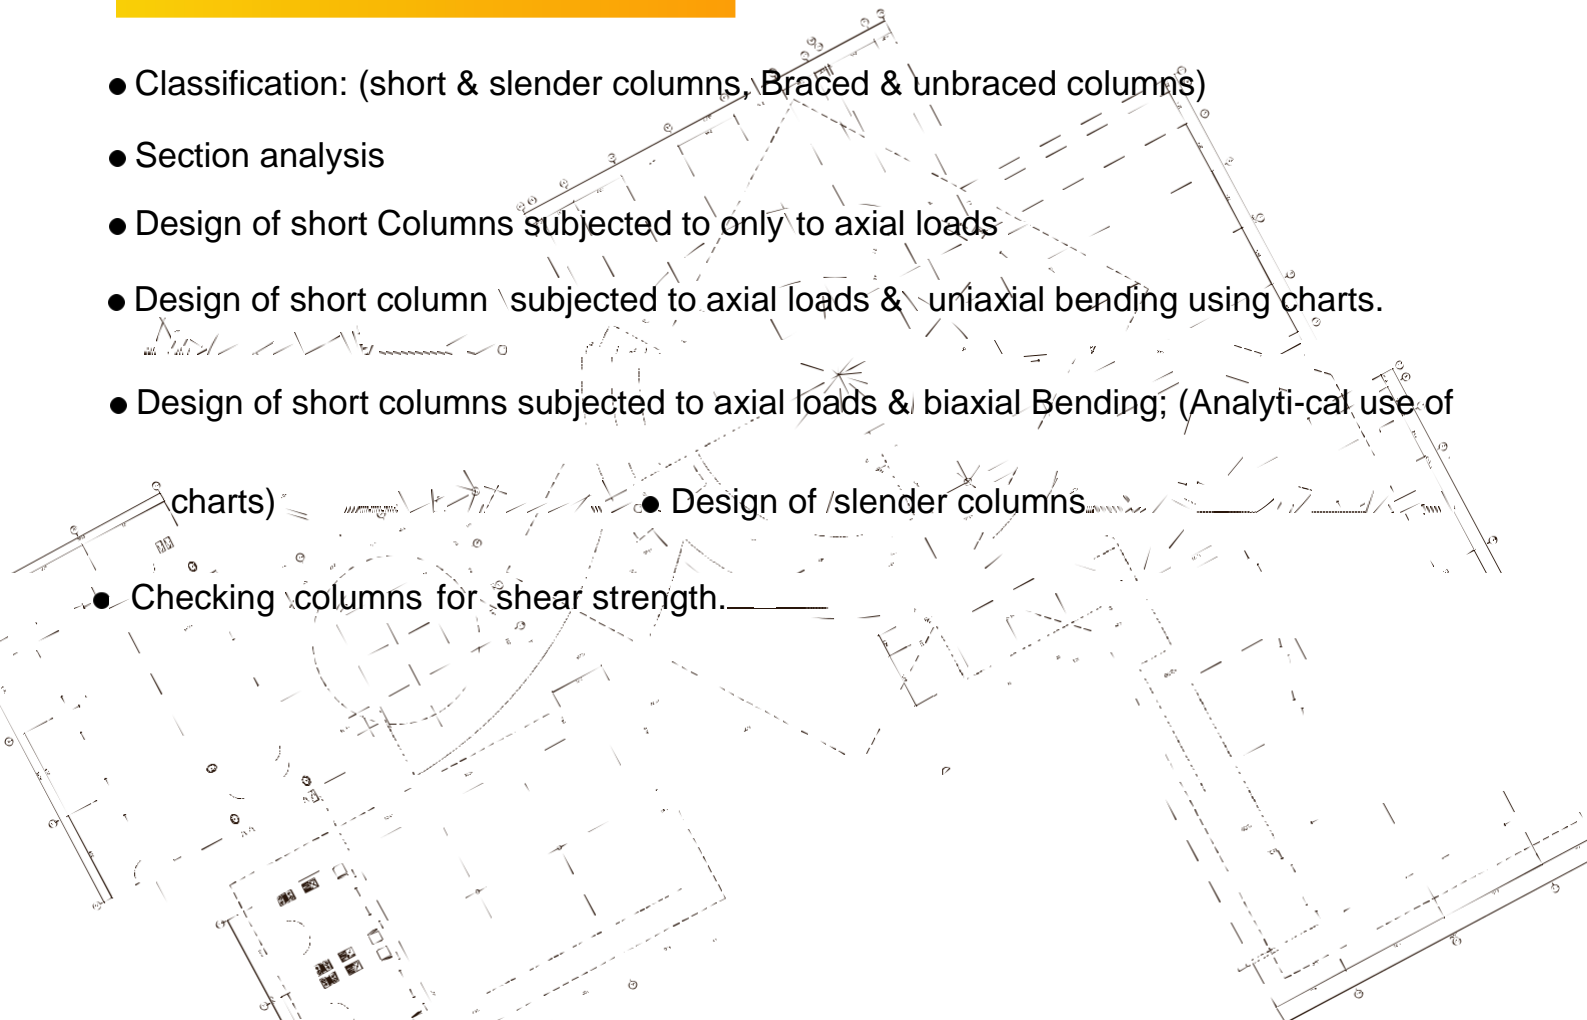 ● Classification: (short & slender columns, Braced & unbraced columns)
● Section analysis
● Design of short Columns subjected to only to axial loads
● Design of short column subjected to axial loads & uniaxial bending using charts.
● Design of short columns subjected to axial loads & biaxial Bending; (Analyti-cal use of
charts) ● Design of slender columns
● Checking columns for shear strength.